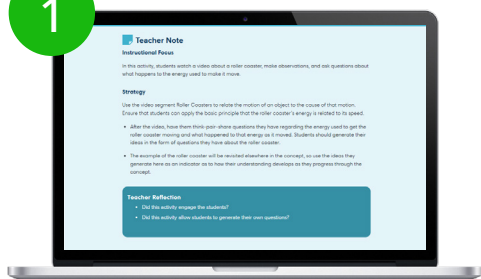 1
Teacher Note
Instructional Focus
In this activity, students watch a video about a roller coaster, make observations, and ask questions about
what happens to the energy used to make it move.
Strategy
Use the video segment Roller Coasters to relate the motion of an object to the cause of that motion.
Ensure that students can apply the basic principle that the roller coaster's energy is related to its speed.
• After the video, have them think-pair-share questions they have regarding the energy used to get the
roller coaster moving and what happened to that energy as it moved. Students should generate their
ideas in the form of questions they have about the roller coaster.
• The example of the roller coaster will be revisited elsewhere in the concept, so use the ideas they
generate here as an indicator as to how their understanding develops as they progress through the
concept.
Teacher Reflection
• Did this activity engage the students?
• Did this activity allow students to generate their own questions?